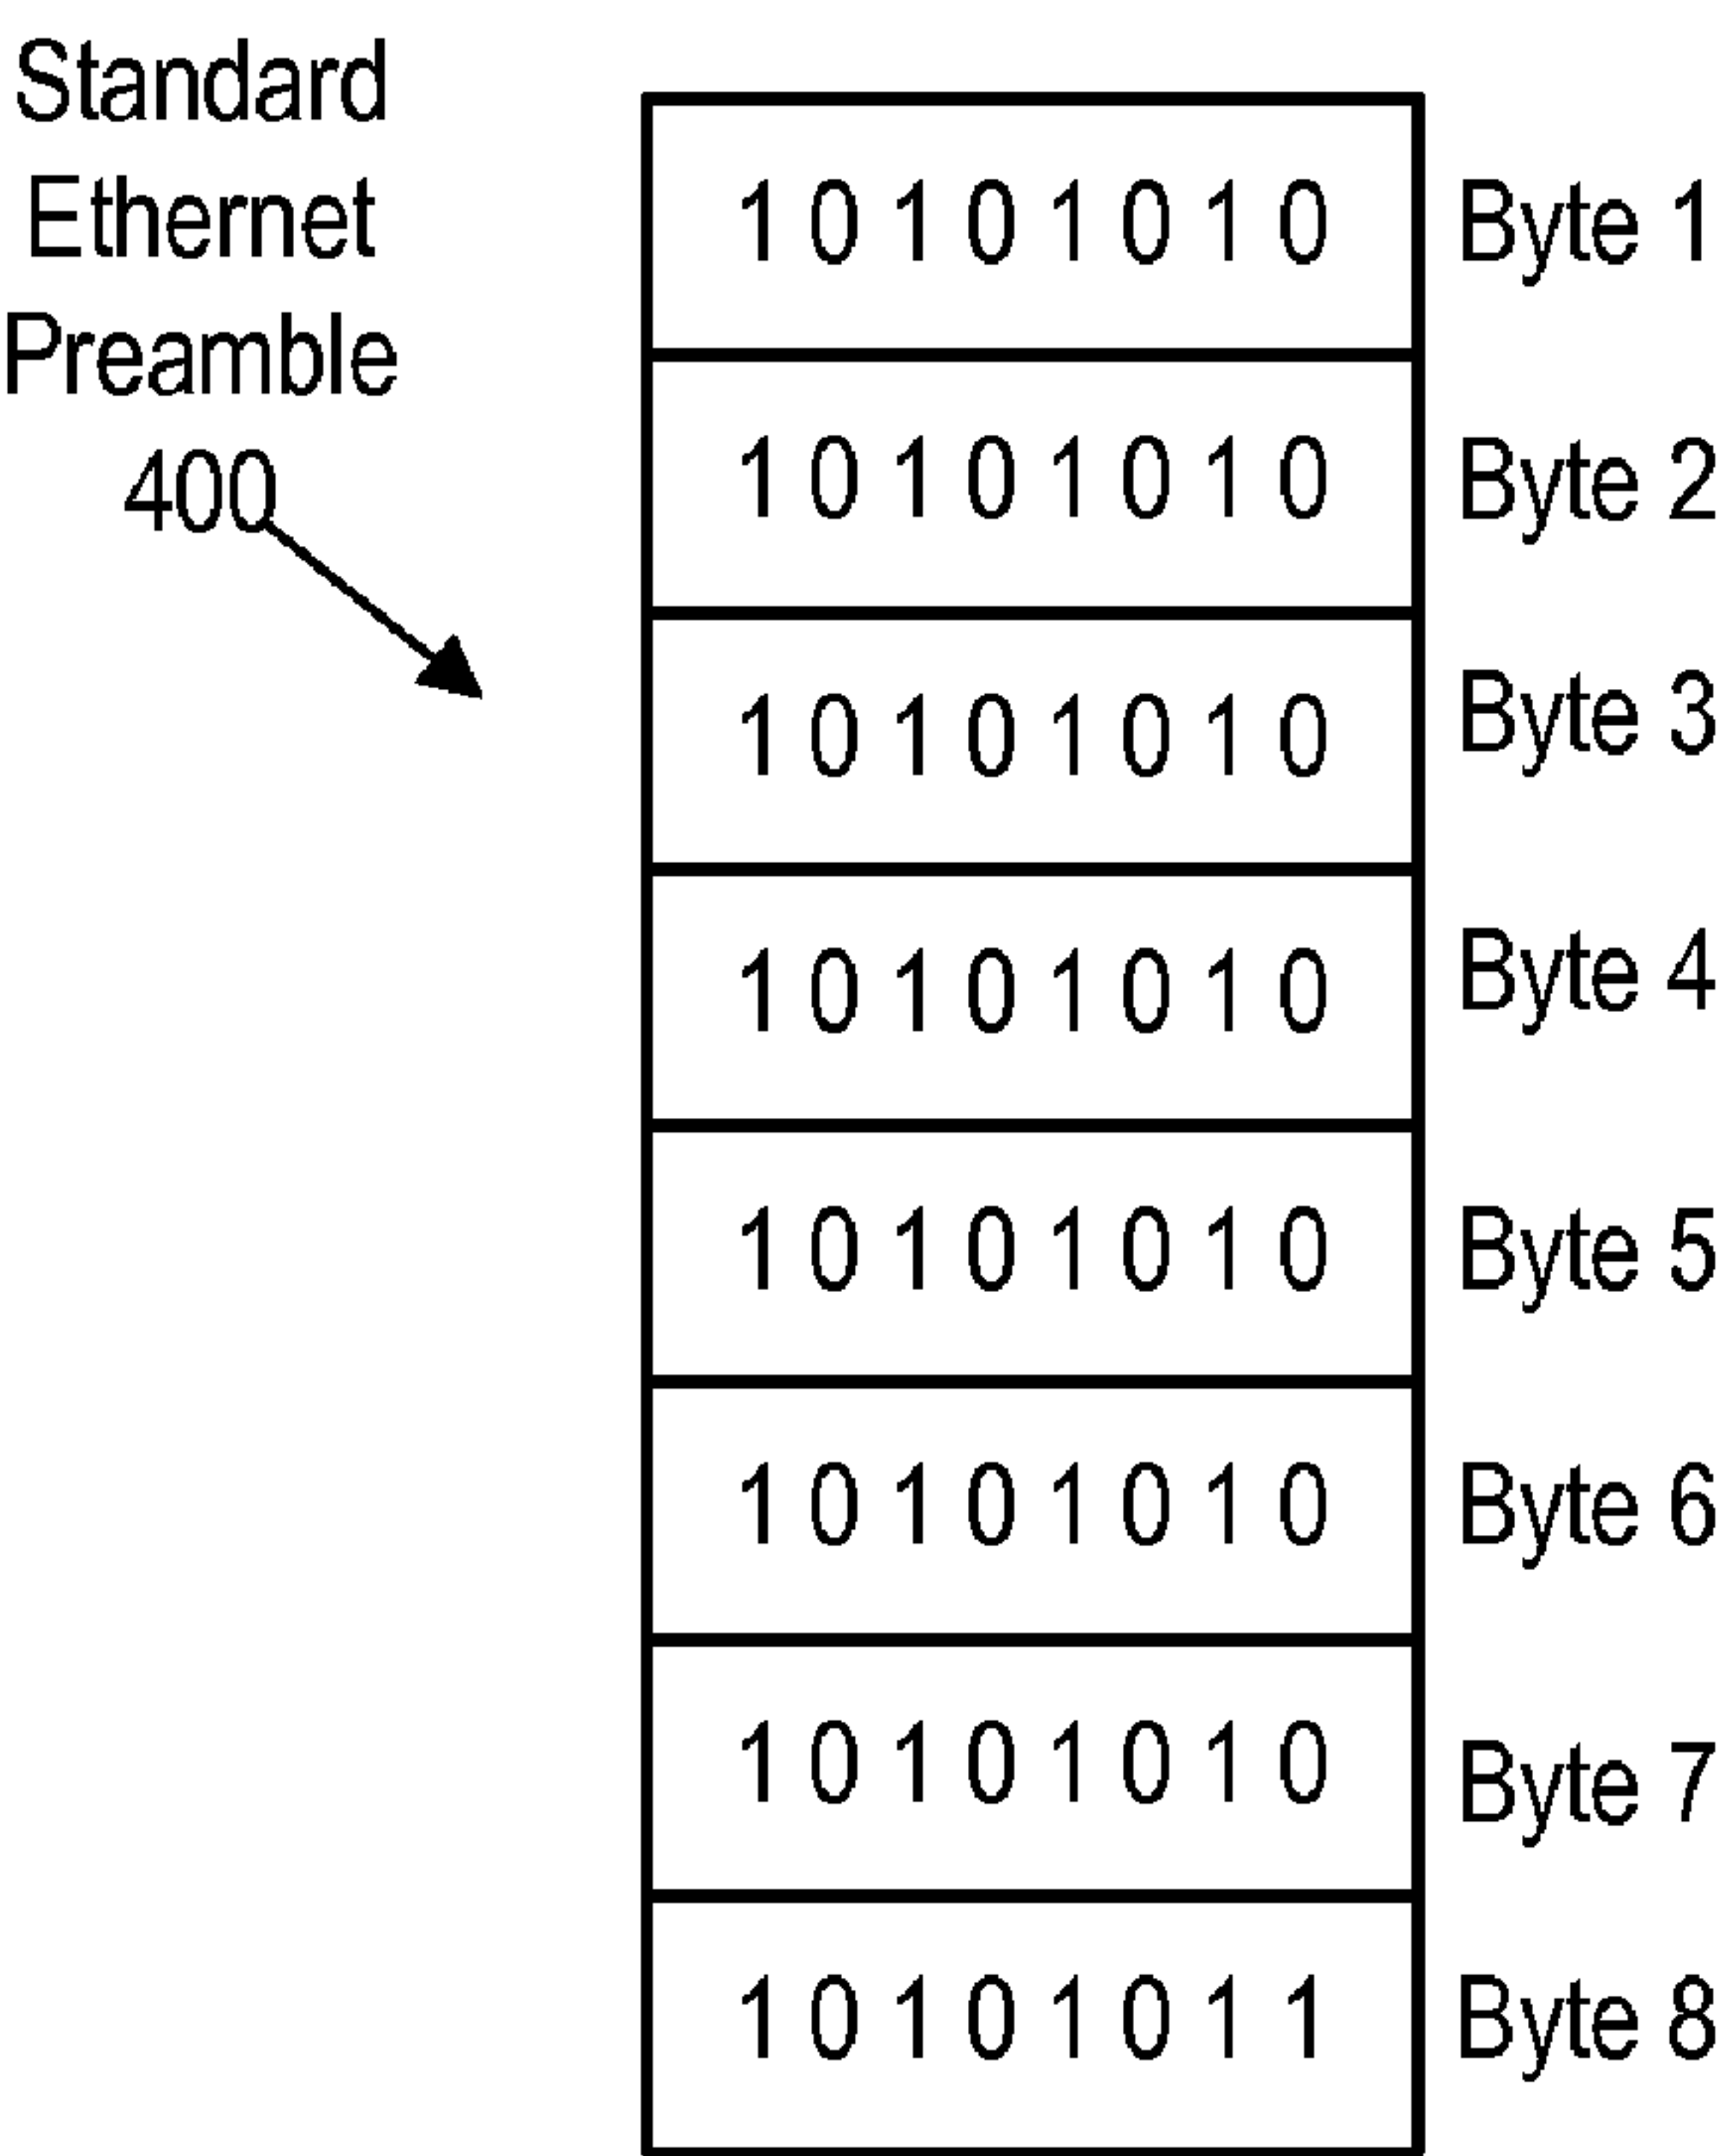 Standard
Ethernet
Preamble
400
1 0 1 0 1 0 1 0 Byte 1
1 0 1 0 1 0 1 0 Byte 2
1 0 1 0 1 0 1 0 Byte 3
1 0 1 0 1 0 1 0 Byte 4
1 0 1 0 1 0 1 0 Byte 5
1 0 1 0 1 0 1 0 Byte 6
1 0 1 0 1 0 1 0 Byte 7
1 0 1 0 1 0 1 1 Byte 8